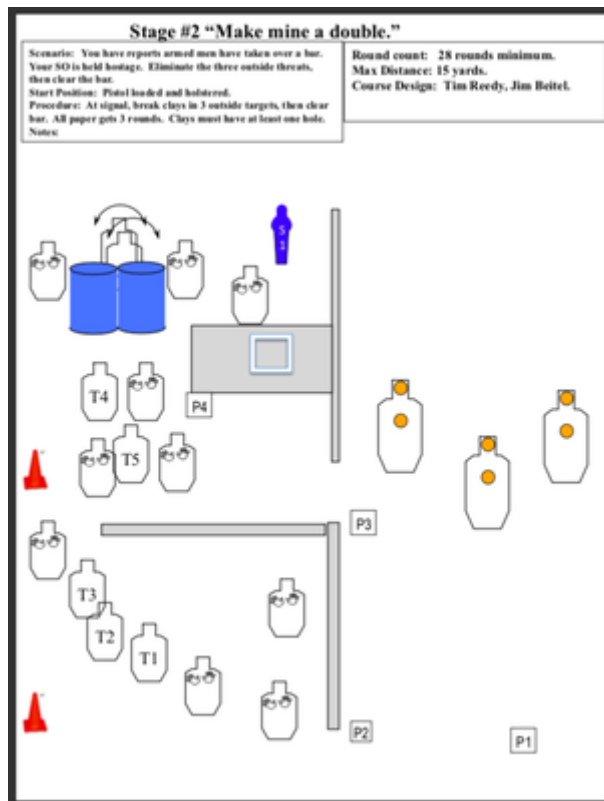 Stage #2 “Make mine a double.”
Scenario: You have reports armed men have taken over a bar.
Your SO is held hostage. Eliminate the three outside threats,
then clear the bar.
Start Position: Pistol loaded and holstered.
Procedure: At signal, break clays in 3 outside targets, then clear
bar. All paper gets 3 rounds. Clays must have at least one hole.
Notes:
Round count: 28 rounds minimum.
Max Distance: 15 yards.
Course Design: Tim Reedy, Jim Beitel.
S
T4
P4
T5
P3
T3
T2
T1
P2
P1